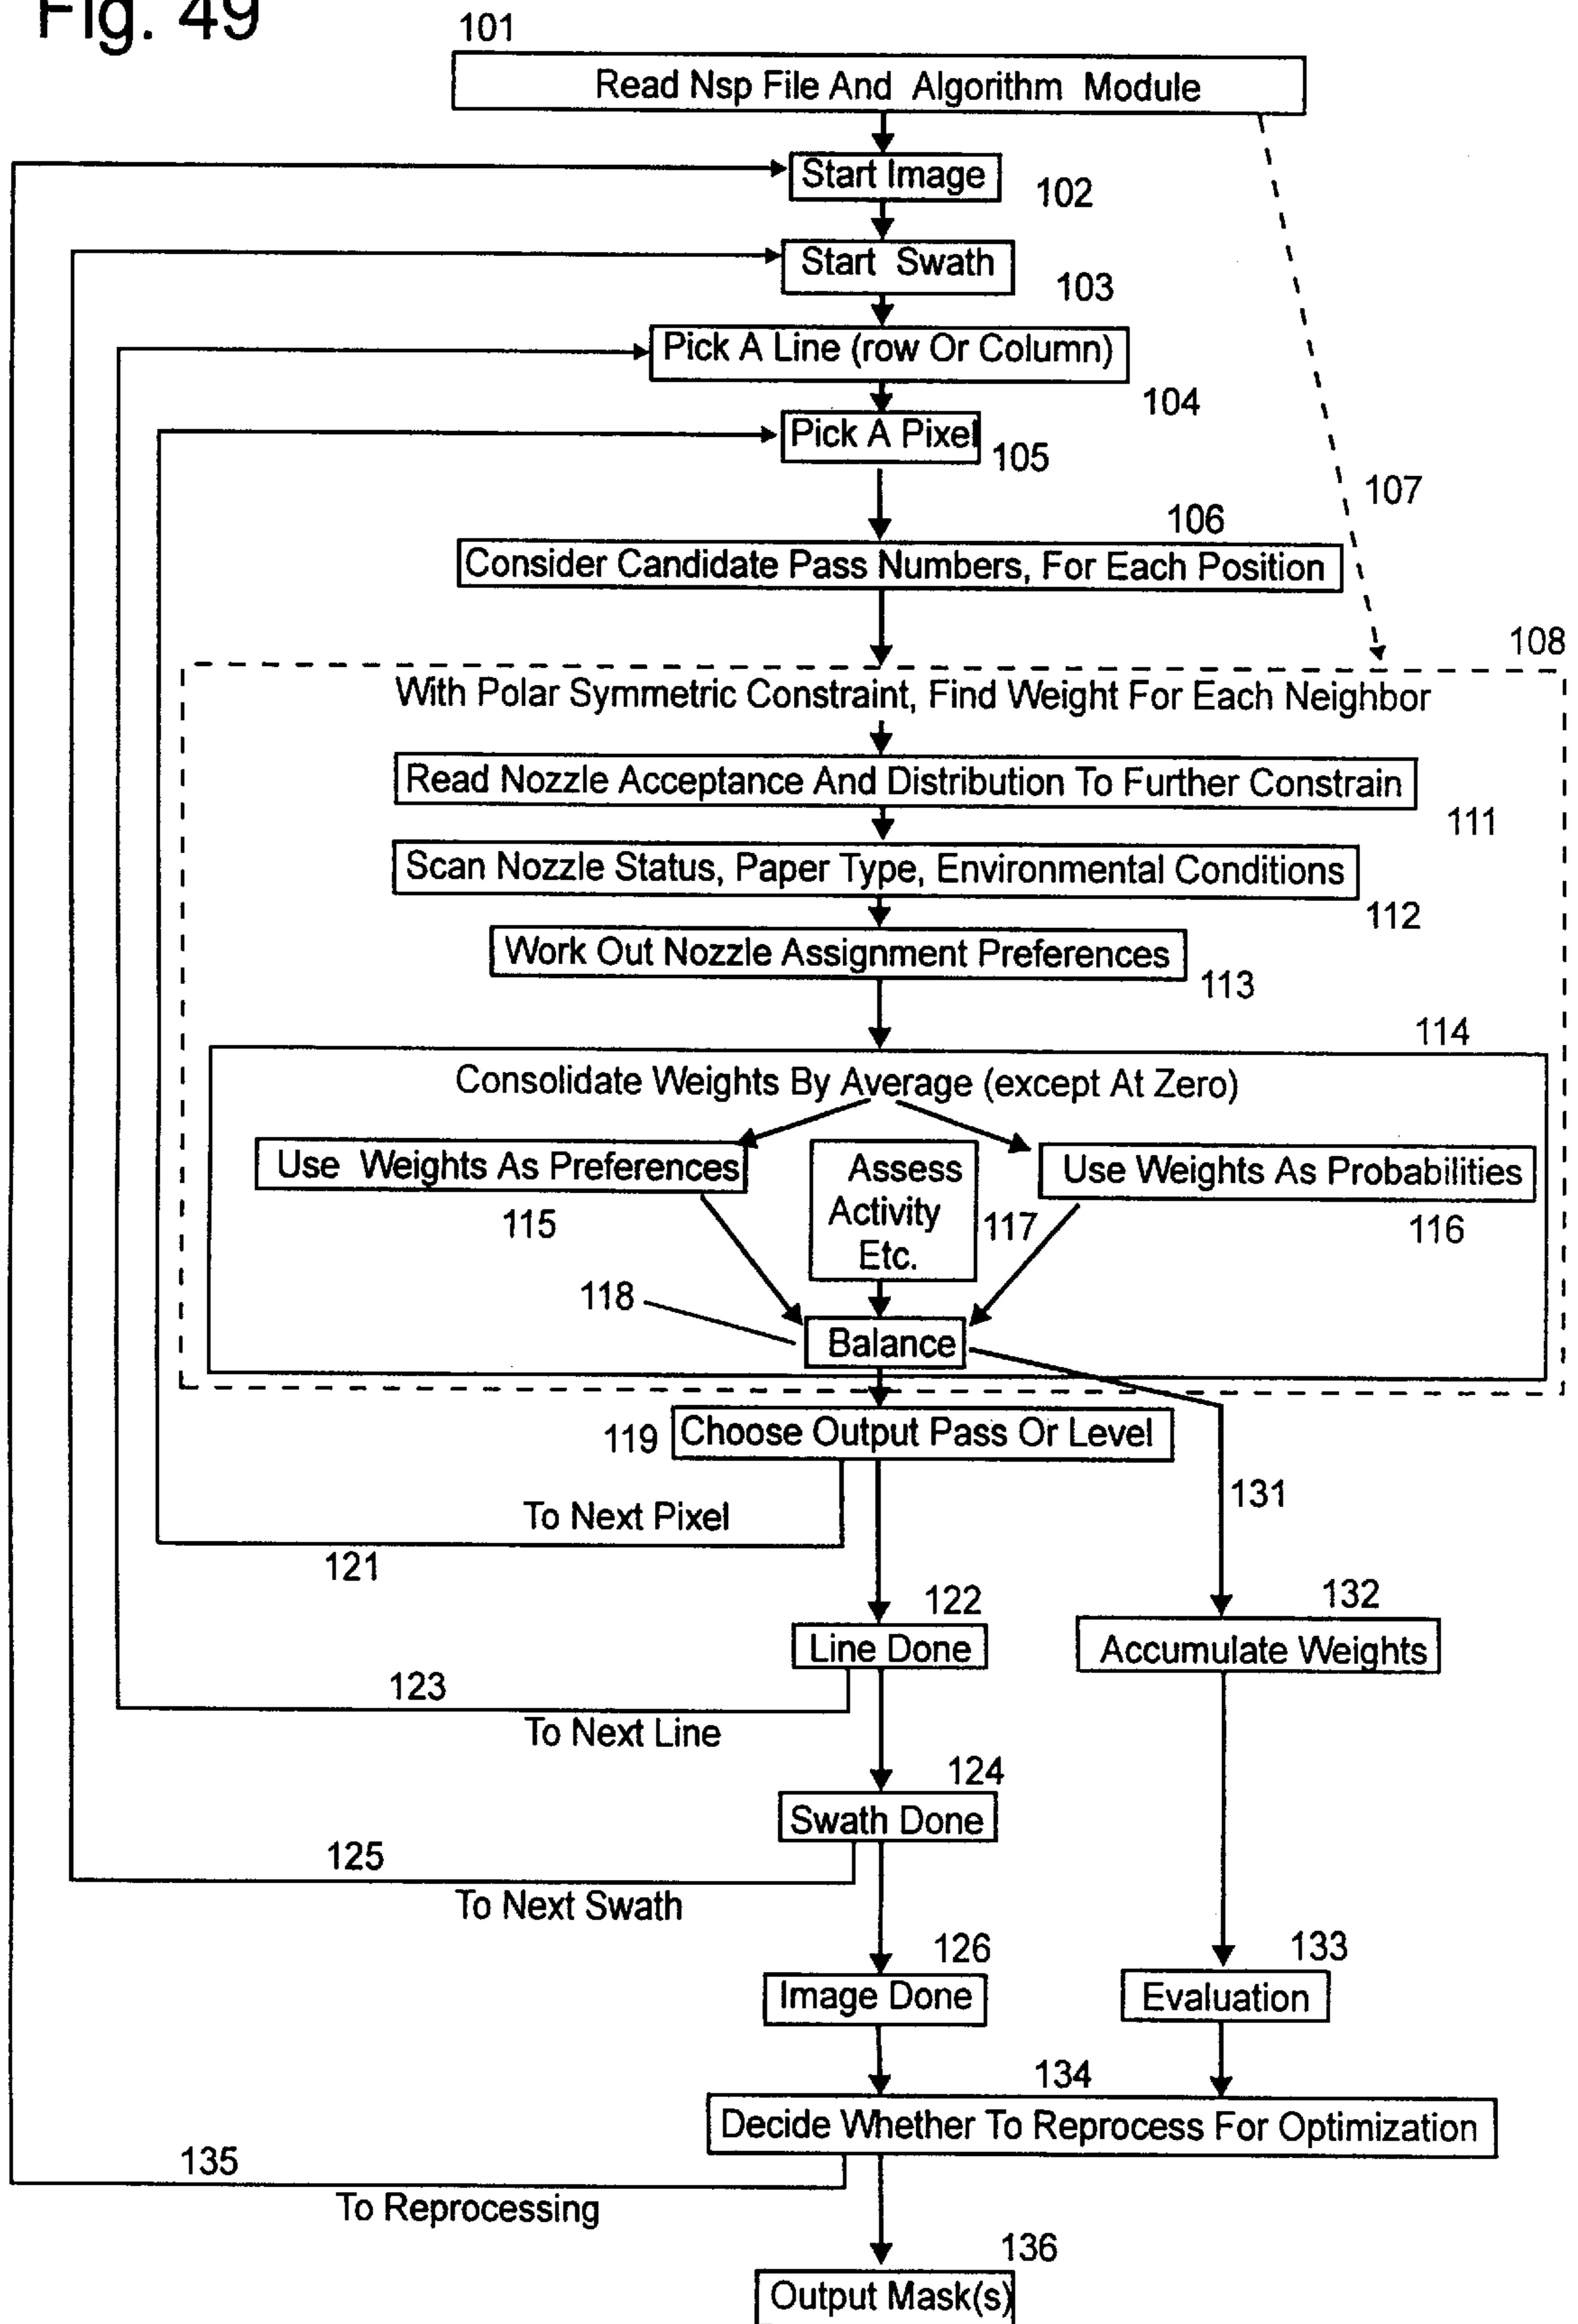 Fig. 49
101
Read Nsp File And Algorithm Module
Start Image
102
Start Swath
103
Pick A Line (row Or Column)
104
Pick A Pixel
105
107
106
Consider Candidate Pass Numbers, For Each Position
108
With Polar Symmetric Constraint, Find Weight For Each Neighbor
Read Nozzle Acceptance And Distribution To Further Constrain
111
Scan Nozzle Status, Paper Type, Environmental Conditions
112
Work Out Nozzle Assignment Preferences
113
114
Consolidate Weights By Average (except At Zero)
Use Weights As Preferences
115
Assess
Activity
Etc.
117
Use Weights As Probabilities
116
118
Balance
119
Choose Output Pass Or Level
131
To Next Pixel
121
122
Line Done
132
Accumulate Weights
123
To Next Line
124
Swath Done
125
To Next Swath
126
Image Done
133
Evaluation
134
Decide Whether To Reprocess For Optimization
135
To Reprocessing
136
Output Mask(s)